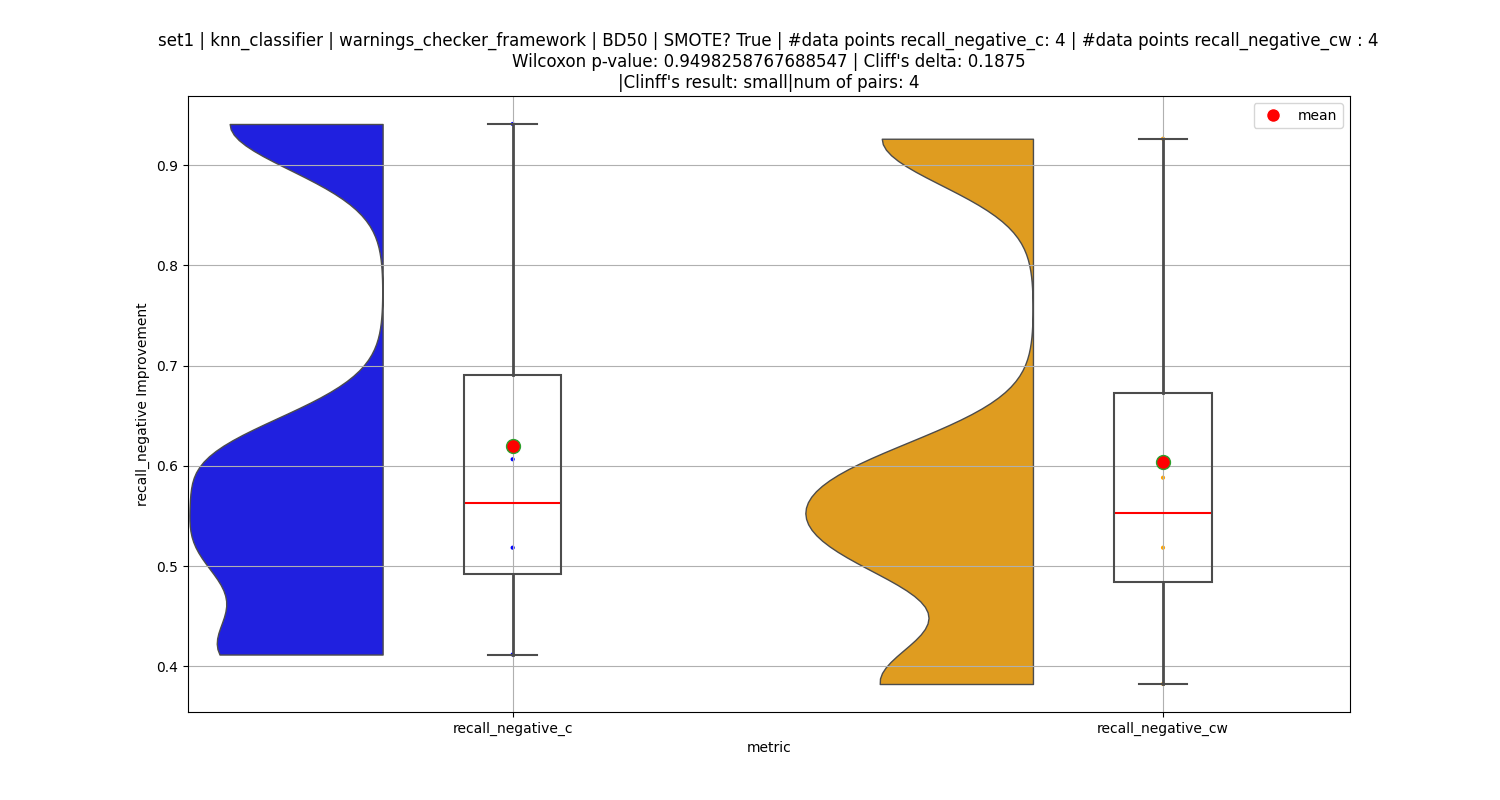 set1 | knn_classifier | warnings_checker_framework | BD50 | SMOTE? True | #data points recall_negative_c: 4 | #data points recall_negative_cw : 4
Wilcoxon p-value: 0.9498258767688547 | Cliff's delta: 0.1875
|Clinff's result: small|num of pairs: 4
mean
recall_negative Improvement
0.9
0.8
0.7
0.6
0.5
0.4
recall_negative_c
recall_negative_cw
metric